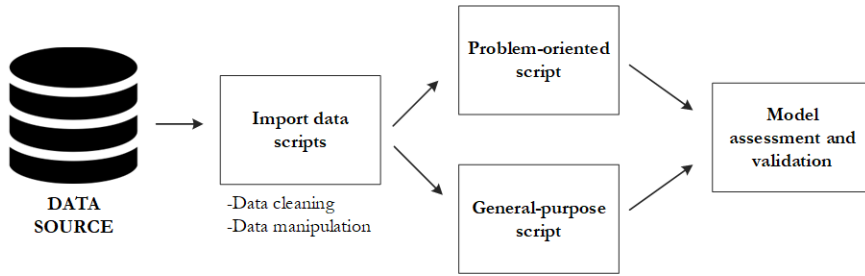 DATA
SOURCE
Import data
scripts
-Data cleaning
-Data manipulation
Problem-oriented
script
General-purpose
script
Model
assessment and
validation